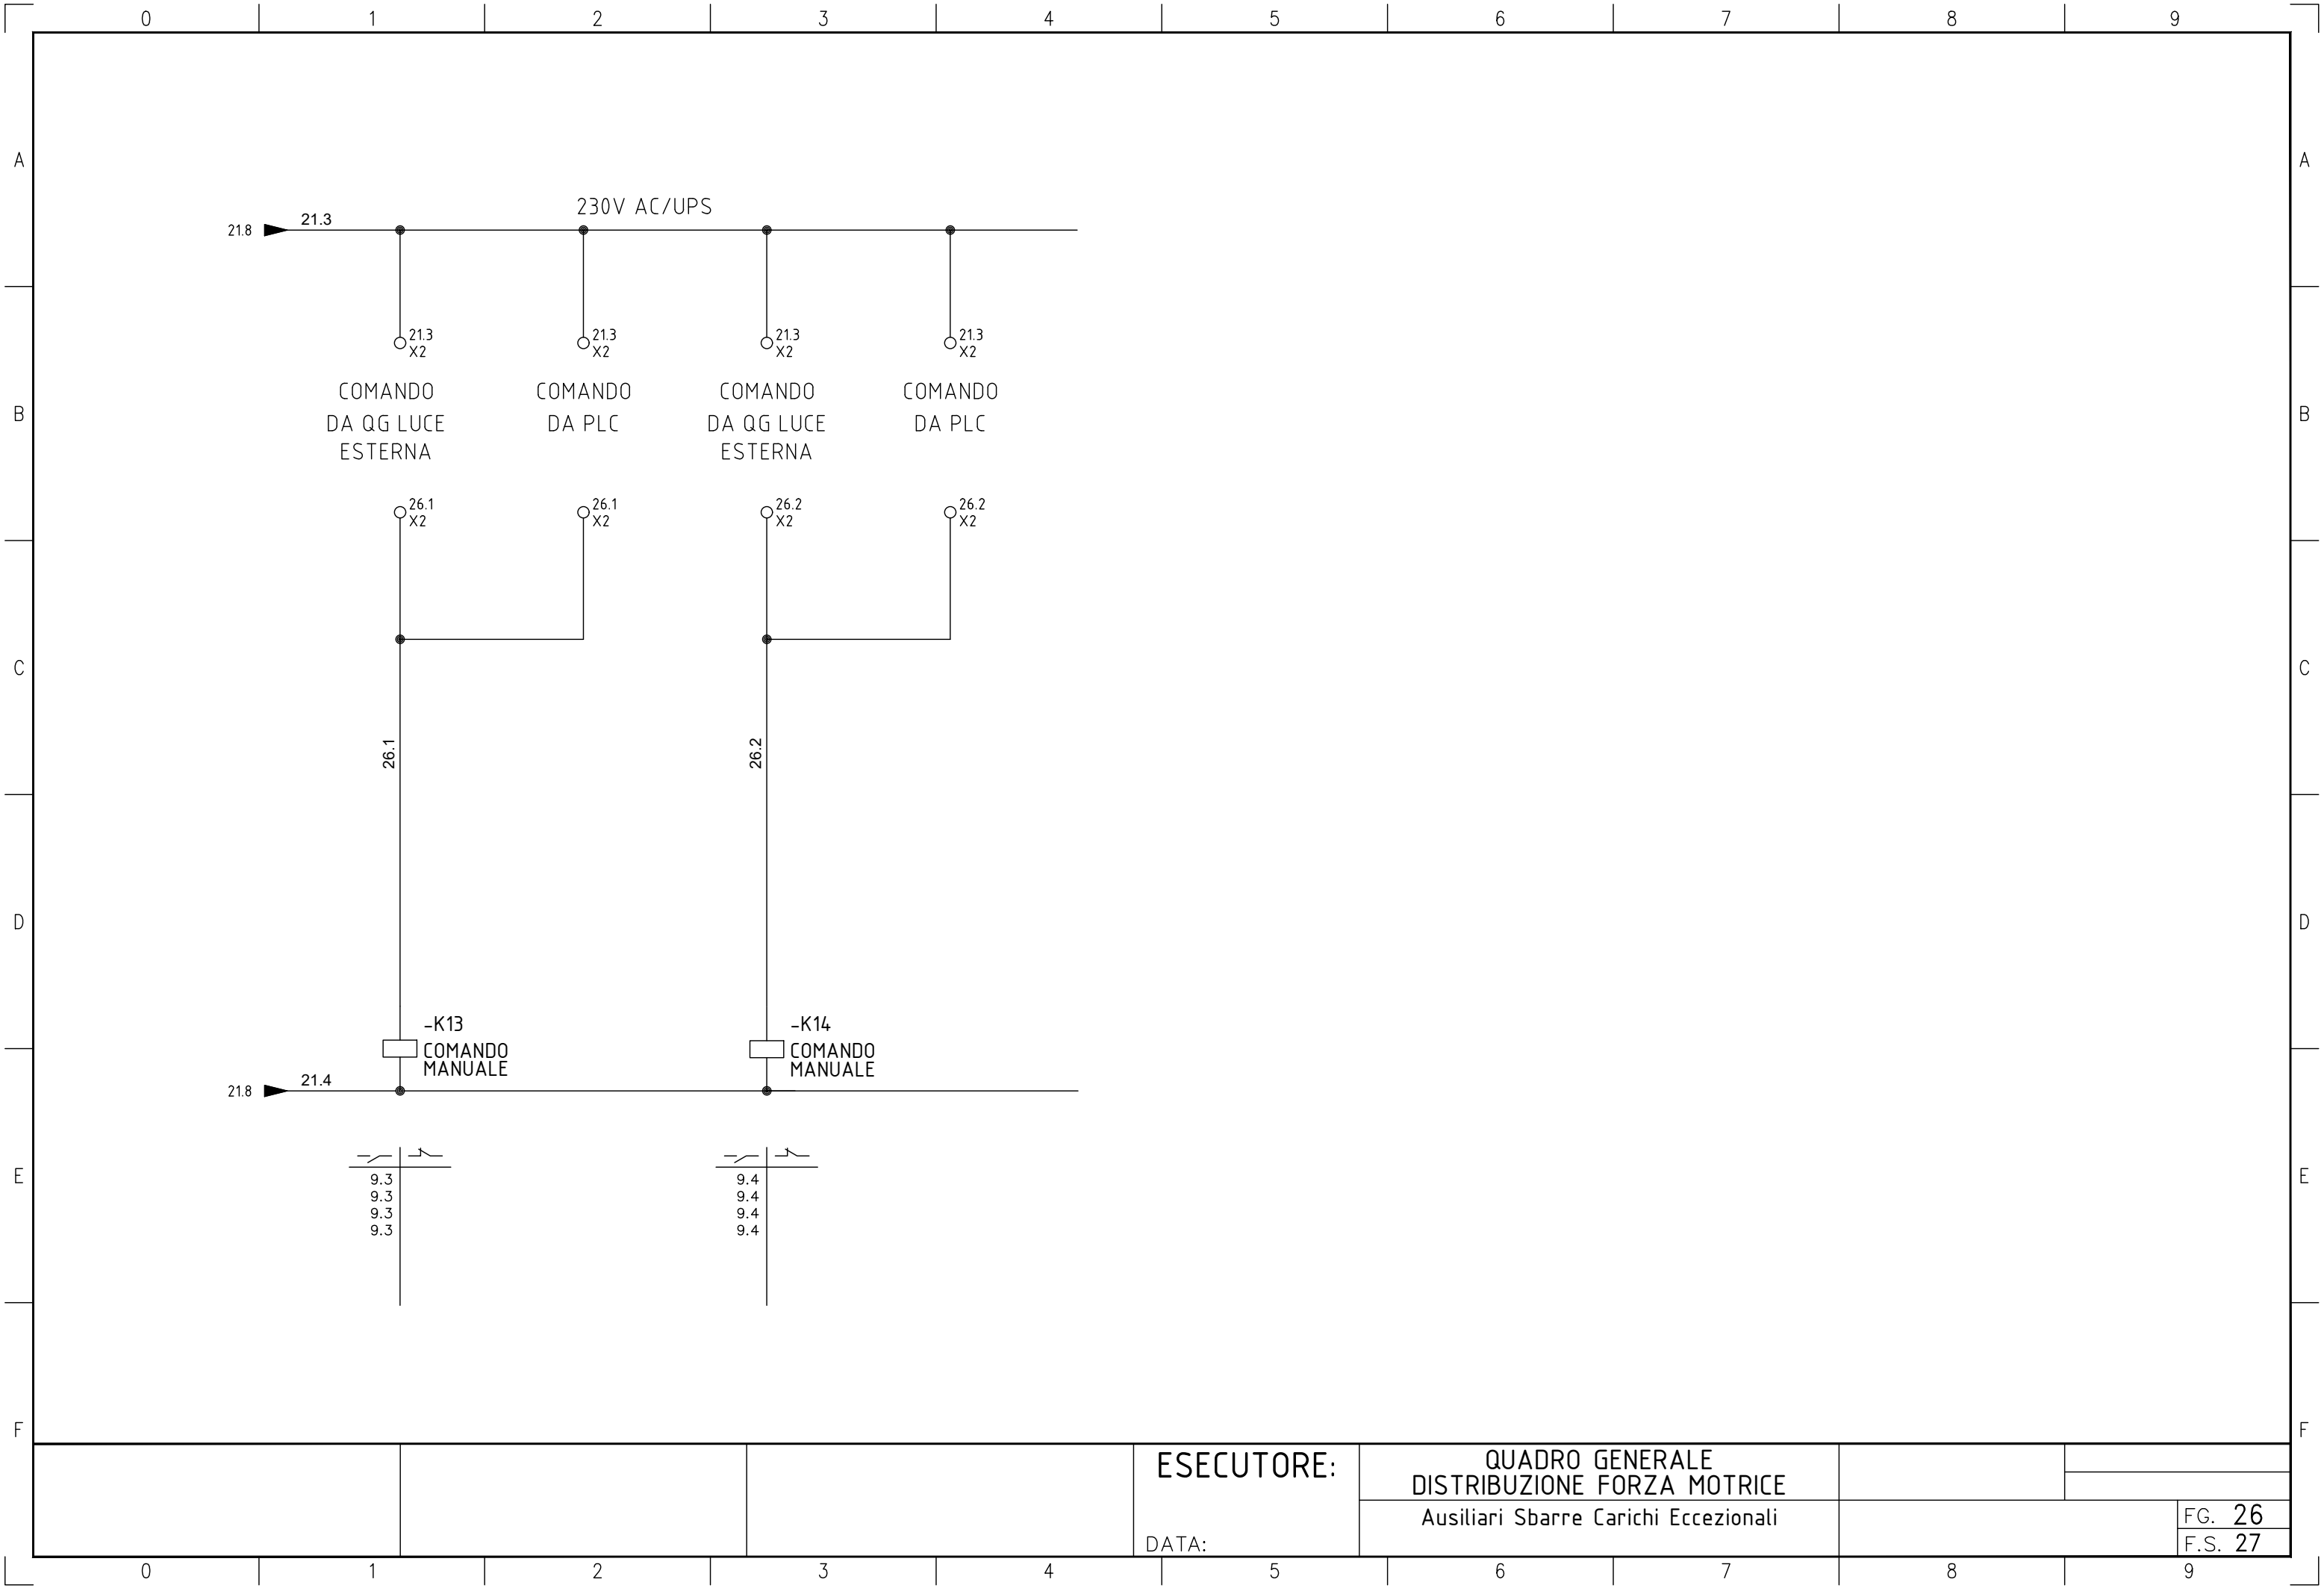 0 1 2 3 4 5 6 7 8 9
A A
230V AC/UPS
21.8 21.3
21.3 21.3 21.3 21.3
X2 X2 X2 X2
COMANDO COMANDO COMANDO COMANDO
B DA QG LUCE DA PLC DA QG LUCE DA PLC B
ESTERNA ESTERNA
26.1 26.1 26.2 26.2
X2 X2 X2 X2
C C
26.1 26.2
D D
-K13 -K14
COMANDO COMANDO
MANUALE MANUALE
21.8 21.4
E E
9.3 9.4
9.3 9.4
9.3 9.4
9.3 9.4
F F
ESECUTORE:
DATA:
QUADRO GENERALE
DISTRIBUZIONE FORZA MOTRICE
Ausiliari Sbarre Carichi Eccezionali
FG. 26
F.S. 27
0 1 2 3 4 5 6 7 8 9